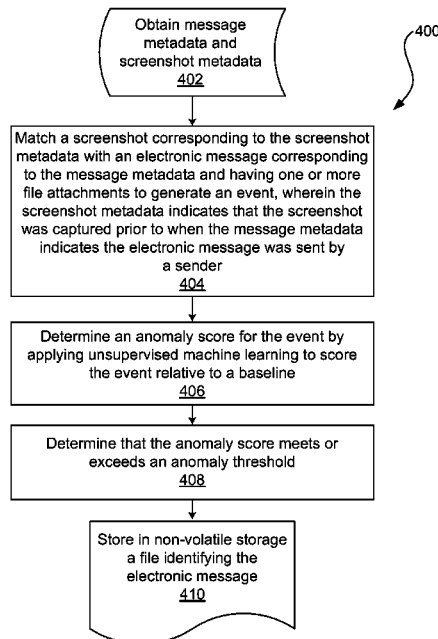 Obtain message
metadata and
screenshot metadata
402
400
Match a screenshot corresponding to the screenshot
metadata with an electronic message corresponding
to the message metadata and having one or more
file attachments to generate an event, wherein the
screenshot metadata indicates that the screenshot
was captured prior to when the message metadata
indicates the electronic message was sent by
a sender
404
Determine an anomaly score for the event by
applying unsupervised machine learning to score
the event relative to a baseline
406
Determine that the anomaly score meets or
exceeds an anomaly threshold
408
Store in non-volatile storage
a file identifying the
electronic message
410